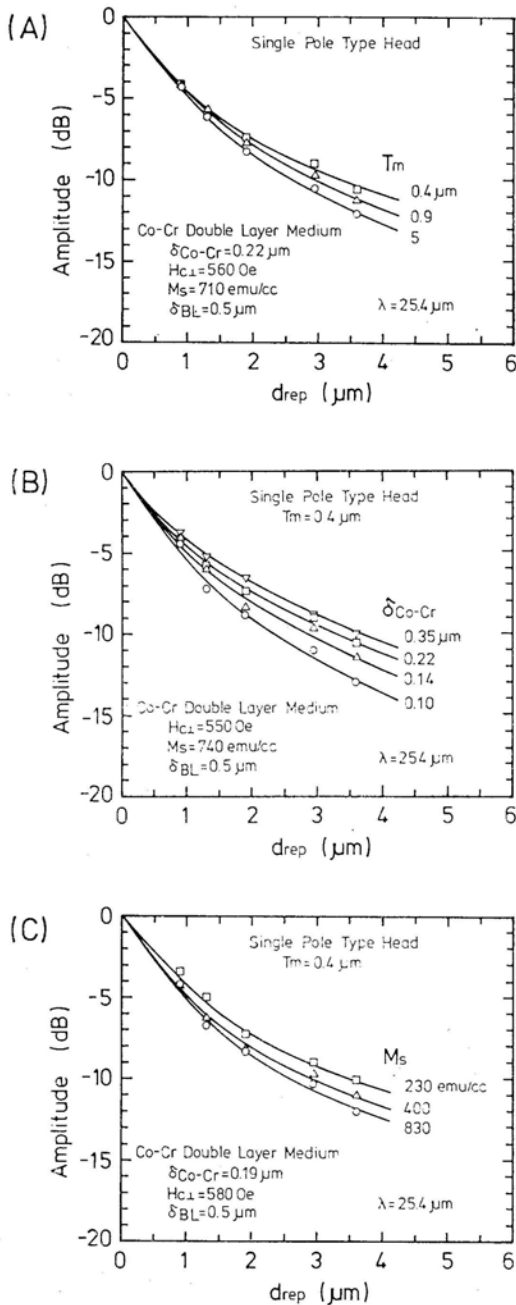 (A)
Single Pole Type Head
Tm
0.4 µm
0.9
5
Co-Cr Double Layer Medium
δCo-Cr=0.22 µm
Hc⊥=560 Oe
Ms=710 emu/cc
δBL=0.5 µm
λ=25.4 µm
Amplitude (dB)
0
-5
-10
-15
-20
0 1 2 3 4 5 6
drep (µm)
(B)
Single Pole Type Head
Tm=0.4 µm
δCo-Cr
0.35 µm
0.22
0.14
0.10
Co-Cr Double Layer Medium
Hc⊥=550 Oe
Ms=740 emu/cc
δBL=0.5 µm
λ=254 µm
Amplitude (dB)
0
-5
-10
-15
-20
0 1 2 3 4 5 6
drep (µm)
(C)
Single Pole Type Head
Tm=0.4 µm
Ms
230 emu/cc
400
830
Co-Cr Double Layer Medium
δCo-Cr=0.19 µm
Hc⊥=580 Oe
δBL=0.5 µm
λ=25.4 µm
Amplitude (dB)
0
-5
-10
-15
-20
0 1 2 3 4 5 6
drep (µm)